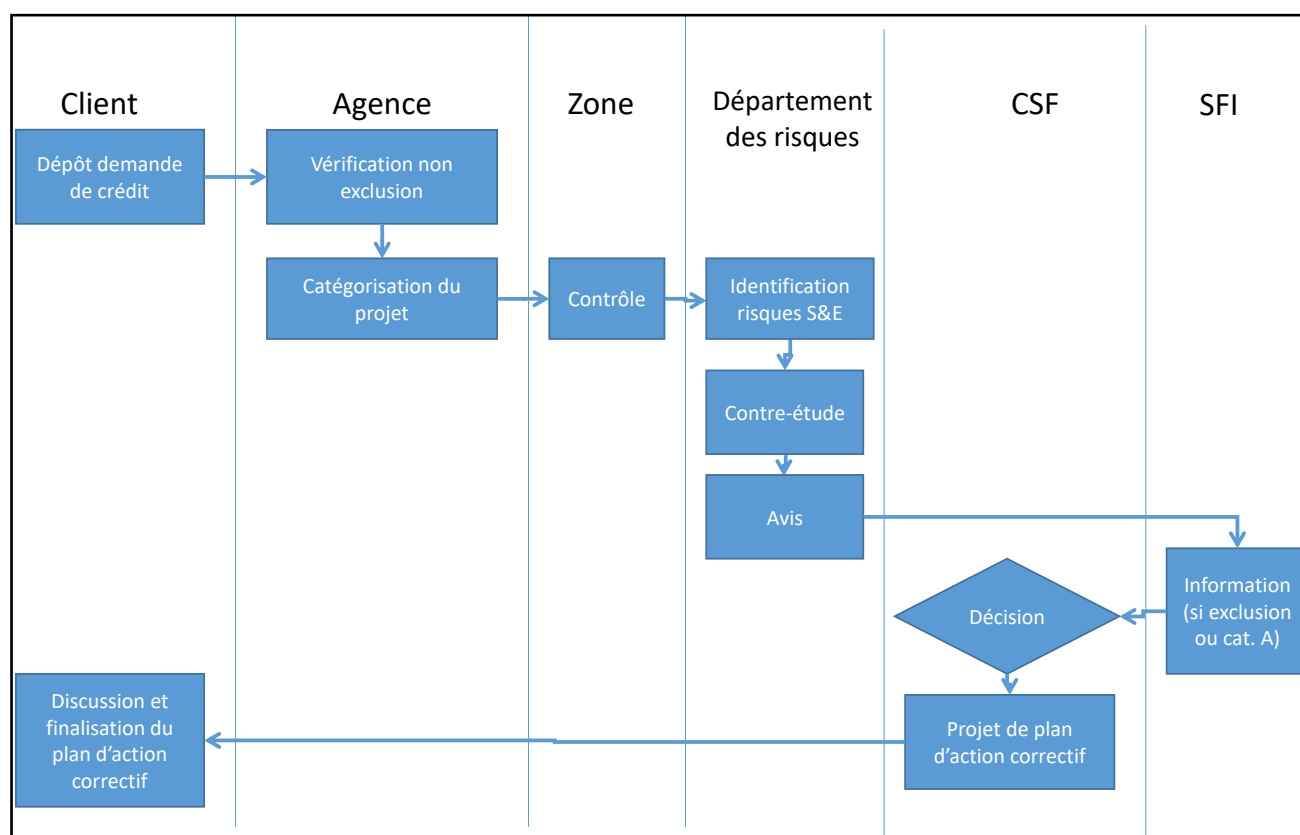 Client
Agence
Zone
Département
des risques
CSF
SFI
Dépôt demande
de crédit
Vérification non
exclusion
Catégorisation du
projet
Contrôle
Identification
risques S&E
Contre-étude
Avis
Décision
Information
(si exclusion
ou cat. A)
Discussion et
finalisation du
plan d’action
correctif
Projet de plan
d’action correctif